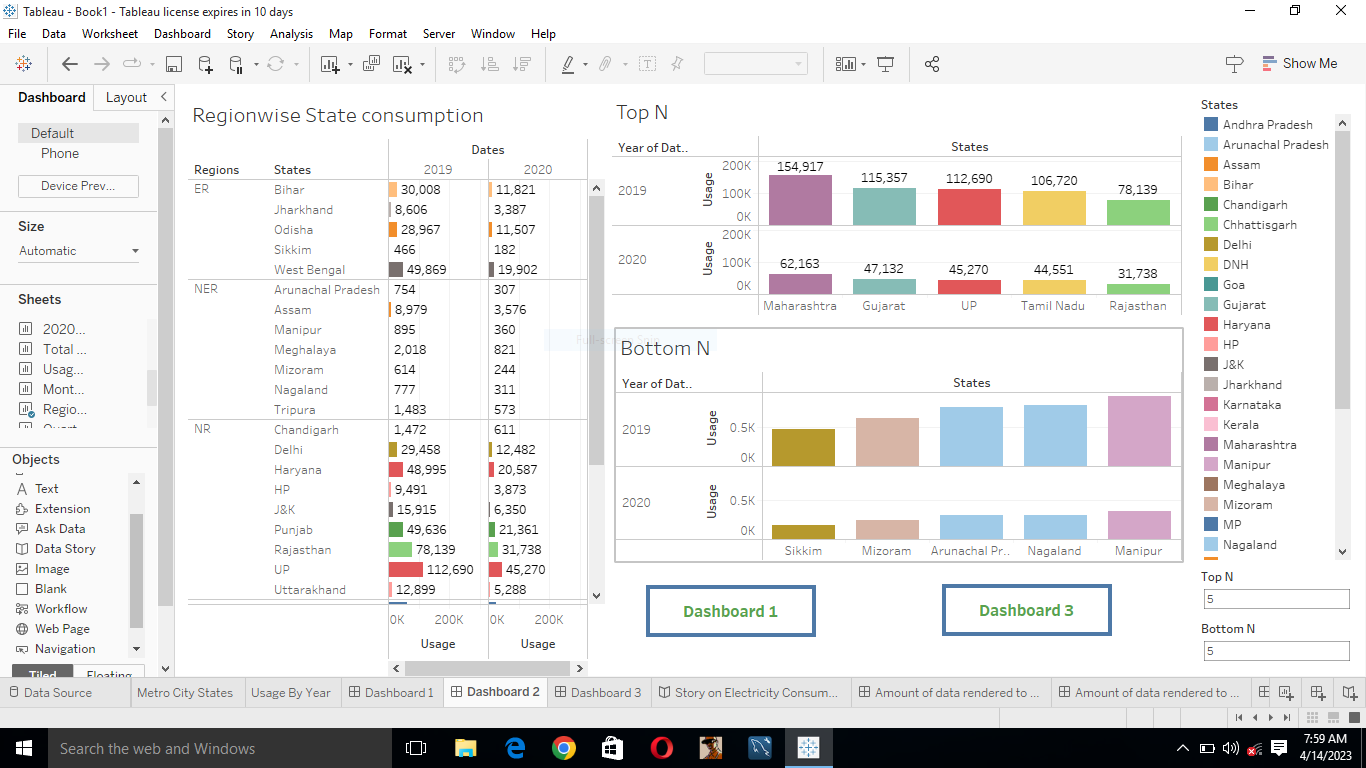 Tableau - Book1 - Tableau license expires in 10 days
File Data Worksheet Dashboard Story Analysis Map Format Server Window Help
Show Me
Dashboard Layout
Default
Phone
Device Prev...
Size
Automatic
Sheets
2020...
Total ...
Usag...
Mont...
Regio...
Objects
Text
Extension
Ask Data
Data Story
Image
Blank
Workflow
Web Page
Navigation
Tiled Floating
Regionwise State consumption
Dates
Regions States 2019 2020
ER Bihar 30,008 11,821
Jharkhand 8,606 3,387
Odisha 28,967 11,507
Sikkim 466 182
West Bengal 49,869 19,902
NER Arunachal Pradesh 754 307
Assam 8,979 3,576
Manipur 895 360
Meghalaya 2,018 821
Mizoram 614 244
Nagaland 777 311
Tripura 1,483 573
NR Chandigarh 1,472 611
Delhi 29,458 12,482
Haryana 48,995 20,587
HP 9,491 3,873
J&K 15,915 6,350
Punjab 49,636 21,361
Rajasthan 78,139 31,738
UP 112,690 45,270
Uttarakhand 12,899 5,288
0K 200K 0K 200K
Usage Usage
Top N
Year of Dat.. States
2019 Usage 200K 100K 0K
154,917 115,357 112,690 106,720 78,139
2020 Usage 200K 100K 0K
62,163 47,132 45,270 44,551 31,738
Maharashtra Gujarat UP Tamil Nadu Rajasthan
Bottom N
Year of Dat.. States
2019 Usage 0.5K 0K
2020 Usage 0.5K 0K
Sikkim Mizoram Arunachal Pr.. Nagaland Manipur
Dashboard 1 Dashboard 3
States
Andhra Pradesh
Arunachal Pradesh
Assam
Bihar
Chandigarh
Chhattisgarh
Delhi
DNH
Goa
Gujarat
Haryana
HP
J&K
Jharkhand
Karnataka
Kerala
Maharashtra
Manipur
Meghalaya
Mizoram
MP
Nagaland
Top N
5
Bottom N
5
Data Source Metro City States Usage By Year Dashboard 1 Dashboard 2 Dashboard 3 Story on Electricity Consum... Amount of data rendered to ... Amount of data rendered to ...
Search the web and Windows
7:59 AM
4/14/2023